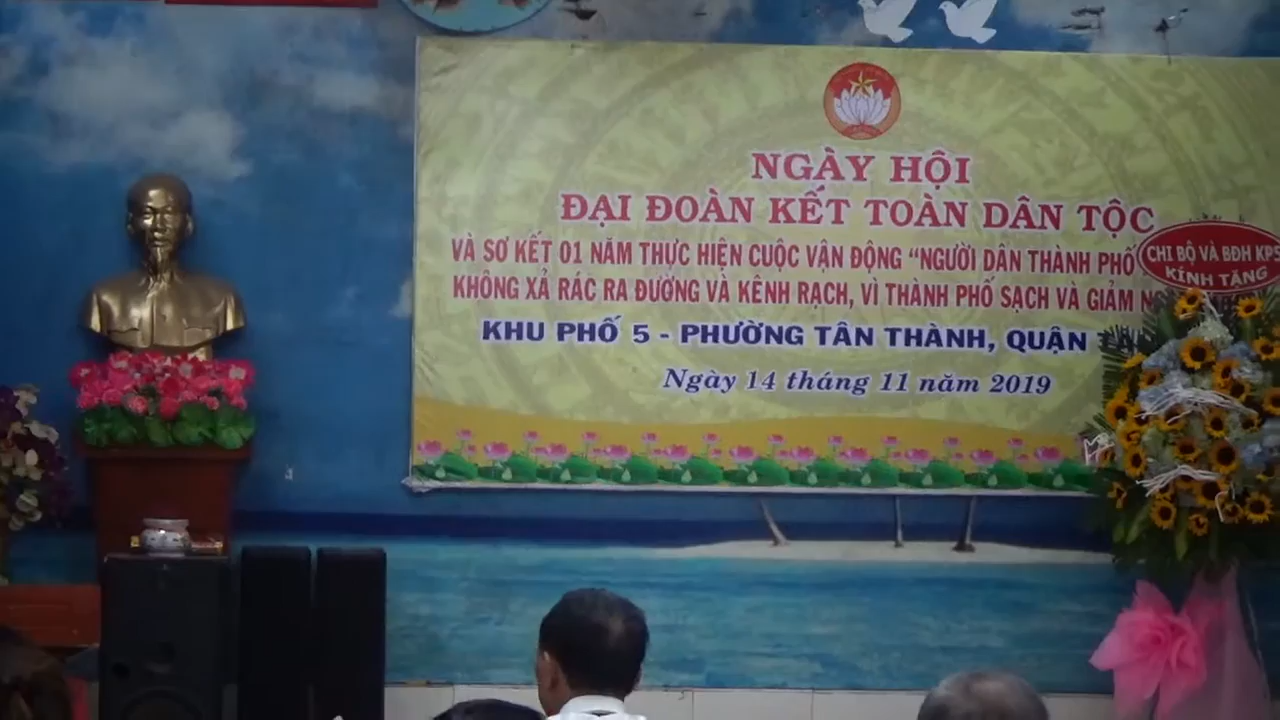 NGÀY HỘI
ĐẠI ĐOÀN KẾT TOÀN DÂN TỘC
VÀ SƠ KẾT 01 NĂM THỰC HIỆN CUỘC VẬN ĐỘNG “NGƯỜI DÂN THÀNH PHỐ
KHÔNG XẢ RÁC RA ĐƯỜNG VÀ KÊNH RẠCH, VÌ THÀNH PHỐ SẠCH VÀ GIẢM
KHU PHỐ 5 - PHƯỜNG TÂN THÀNH, QUẬN
Ngày 14 tháng 11 năm 2019
CHI BỘ VÀ BĐH KP5
KÍNH TẶNG